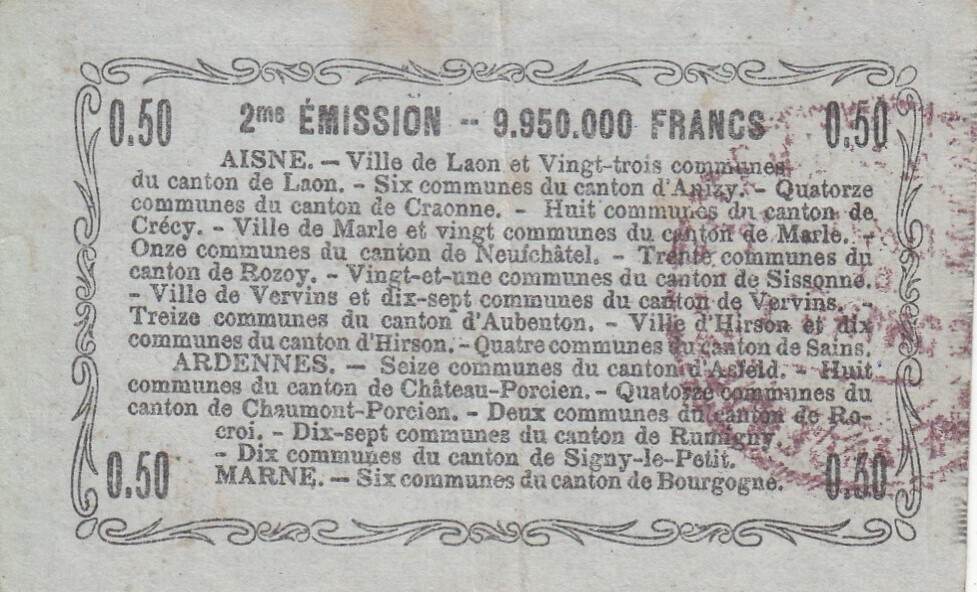 0.50 2me ÉMISSION -- 9.950.000 FRANCS 0.50
AISNE. — Ville de Laon et Vingt-trois communes
du canton de Laon. - Six communes du canton d'Anizy. - Quatorze
communes du canton de Craonne. - Huit communes du canton de
Crécy. - Ville de Marle et vingt communes du canton de Marle. -
Onze communes du canton de Neufchâtel. - Trente communes du
canton de Rozoy. - Vingt-et-une communes du canton de Sissonne.
- Ville de Vervins et dix-sept communes du canton de Vervins. -
Treize communes du canton d'Aubenton. - Ville d'Hirson et dix
communes du canton d'Hirson. - Quatre communes du canton de Sains.
ARDENNES. — Seize communes du canton d'Asfeld. - Huit
communes du canton de Château-Porcien. - Quatorze communes du
canton de Chaumont-Porcien. - Deux communes du canton de Ro-
croi. - Dix-sept communes du canton de Rumigny.
- Dix communes du canton de Signy-le-Petit.
MARNE. — Six communes du canton de Bourgogne.
0.50 0.50